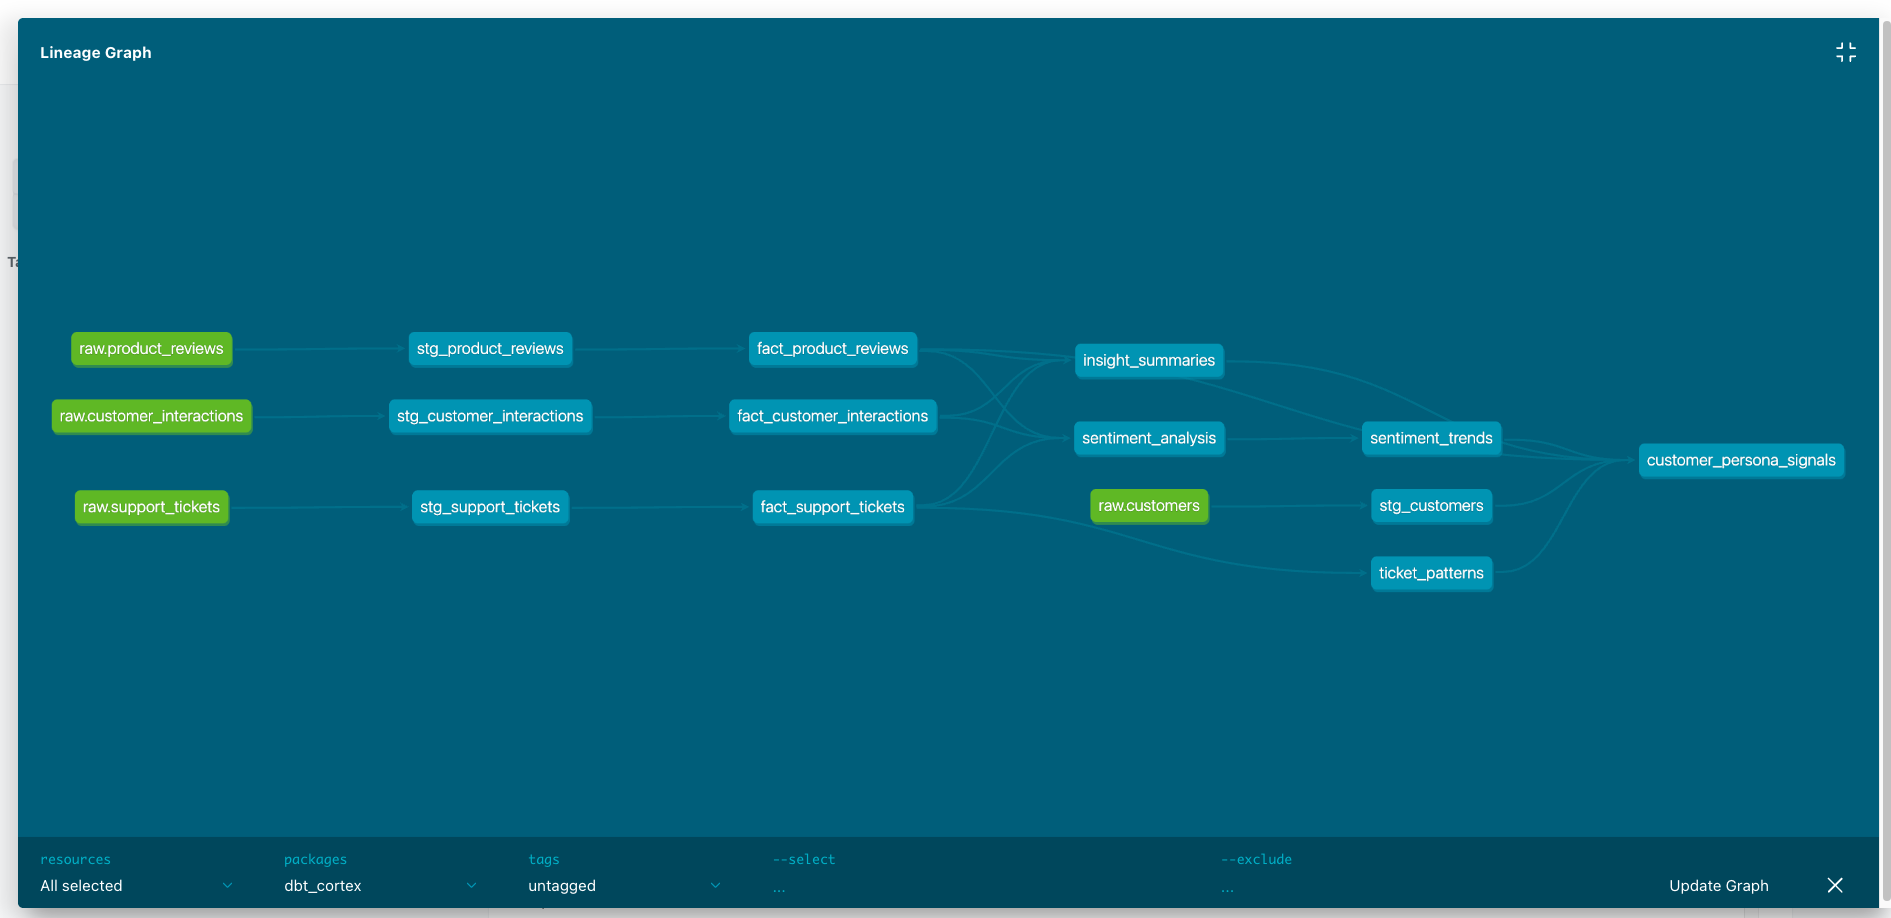 Lineage Graph
raw.product_reviews
stg_product_reviews
fact_product_reviews
insight_summaries
raw.customer_interactions
stg_customer_interactions
fact_customer_interactions
sentiment_analysis
sentiment_trends
customer_persona_signals
raw.support_tickets
stg_support_tickets
fact_support_tickets
raw.customers
stg_customers
ticket_patterns
resources
packages
tags
--select
--exclude
All selected
dbt_cortex
untagged
...
...
Update Graph